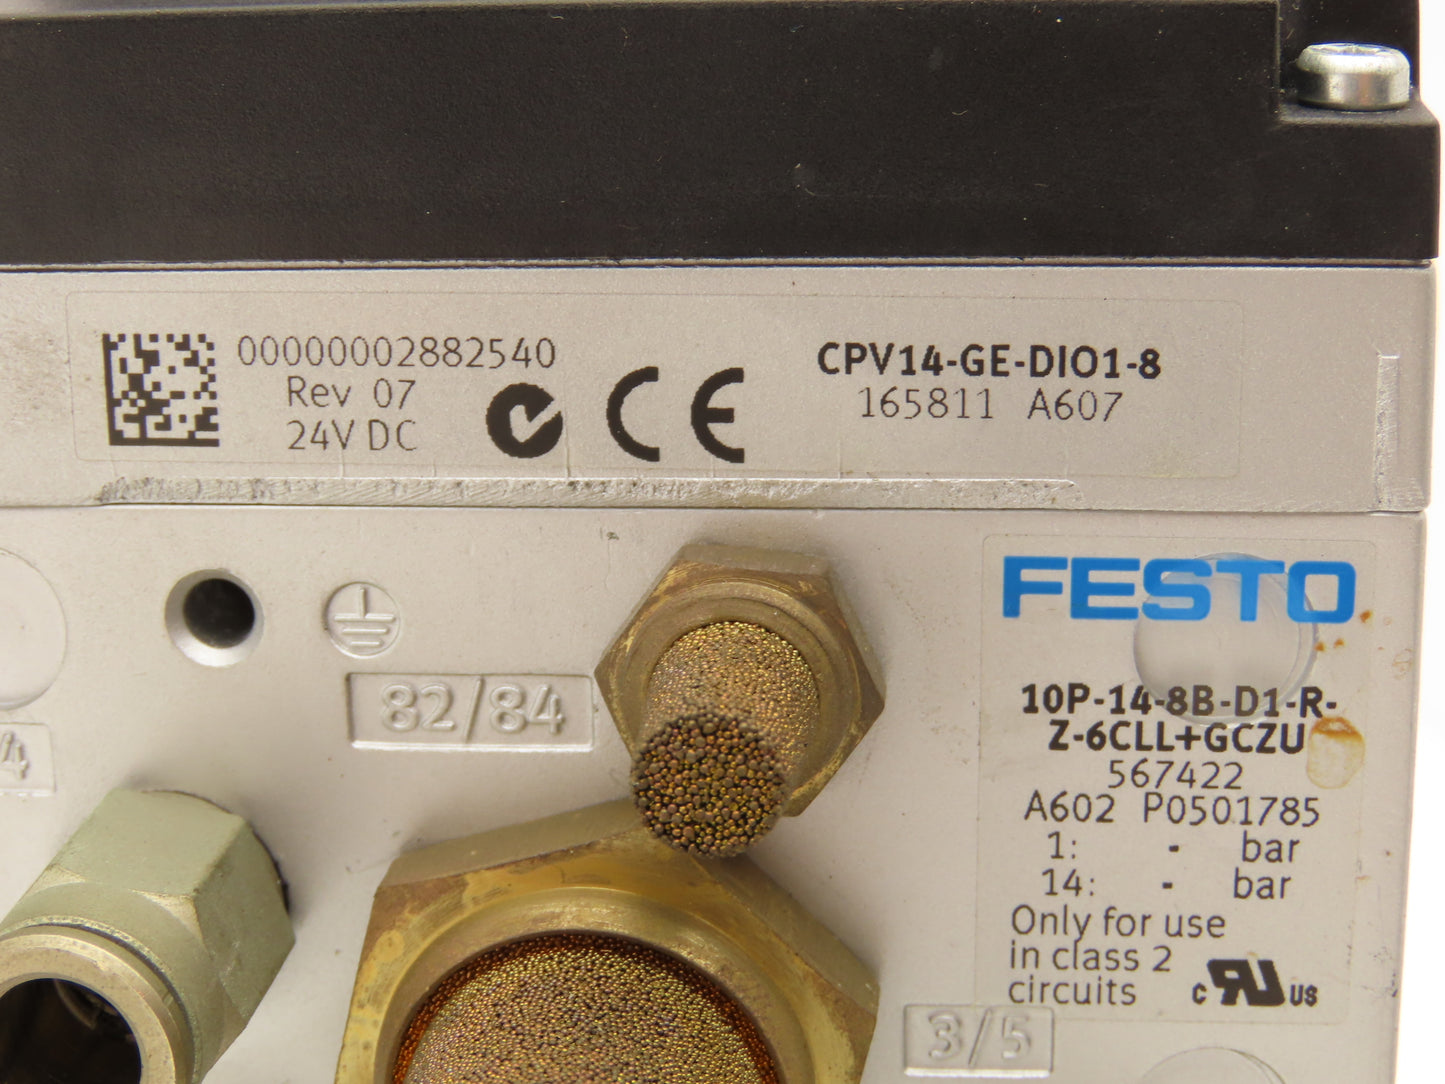 00000002882540
Rev 07
24V DC
CE
CPV14-GE-DIO1-8
165811 A607
82/84
4
FESTO
10P-14-8B-D1-R-
Z-6CLL+GCZU
567422
A602 P0501785
1: - bar
14: - bar
Only for use
in class 2
circuits
c RU US
3/5